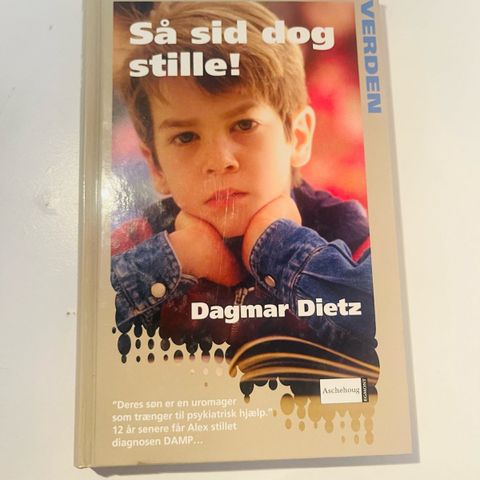 Så sid dog
stille!
VERDEN
Dagmar Dietz
Aschehoug
EGMONT
"Deres søn er en uromager
som trænger til psykiatrisk hjælp."
12 år senere får Alex stillet
diagnosen DAMP...